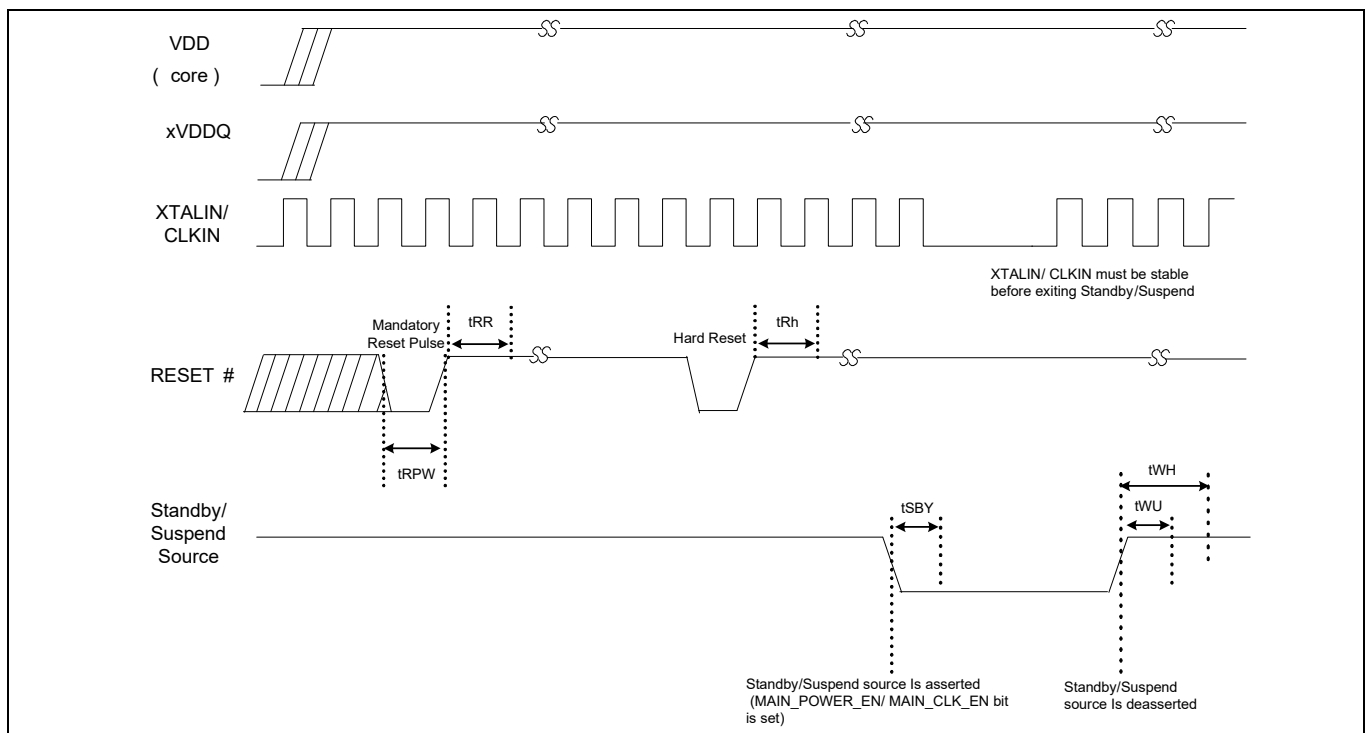 VDD
( core )
xVDDQ
XTALIN/
CLKIN
XTALIN/ CLKIN must be stable
before exiting Standby/Suspend
Mandatory
Reset Pulse
tRR
Hard Reset
tRh
RESET #
tRPW
tWH
Standby/
Suspend
Source
tSBY
tWU
Standby/Suspend source Is asserted
(MAIN_POWER_EN/ MAIN_CLK_EN bit
is set)
Standby/Suspend
source Is deasserted